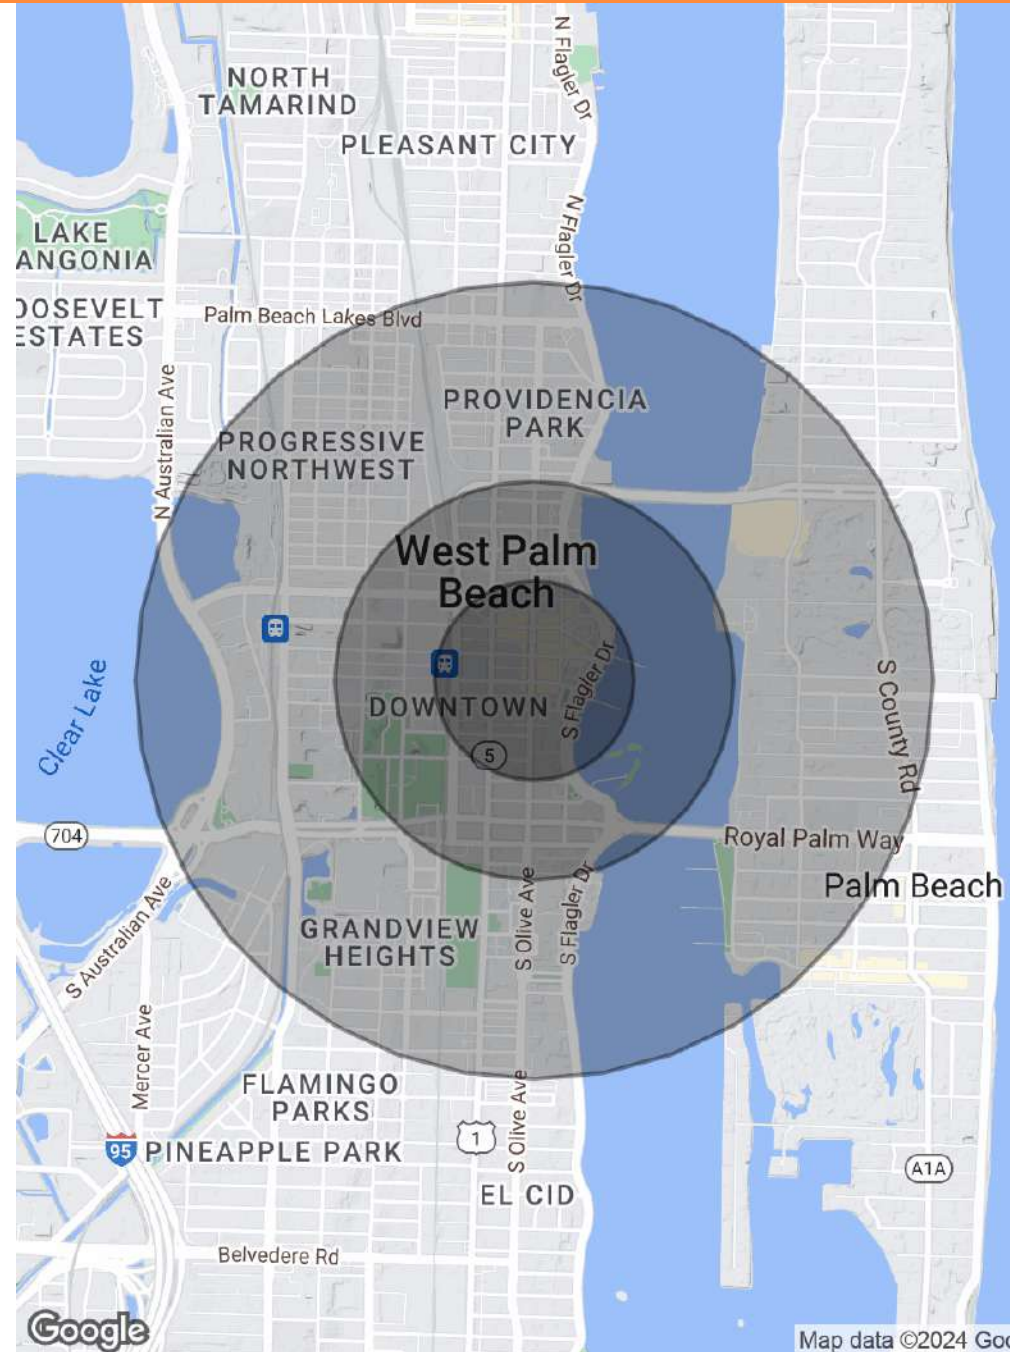 N Flagler Dr
NORTH
TAMARIND
PLEASANT CITY
N Flagler Dr
LAKE
ANGONIA
OOSEVELT
ESTATES
Palm Beach Lakes Blvd
N Australian Ave
PROVIDENCIA
PARK
PROGRESSIVE
NORTHWEST
West Palm
Beach
S Flagler Dr
Clear Lake
DOWNTOWN
S County Rd
5
704
Royal Palm Way
Palm Beach
S Australian Ave
S Olive Ave
S Flagler Dr
GRANDVIEW
HEIGHTS
Mercer Ave
FLAMINGO
PARKS
S Olive Ave
1
95
PINEAPPLE PARK
A1A
EL CID
Belvedere Rd
Google
Map data ©2024 Goo